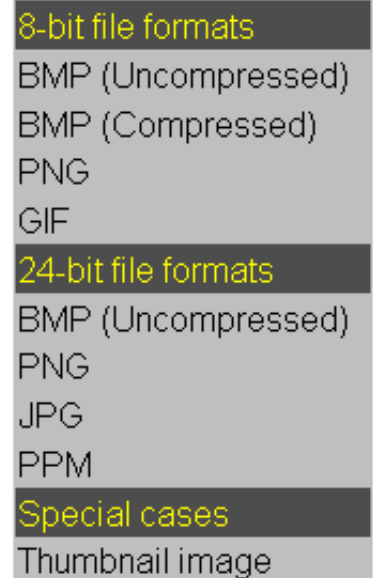 8-bit file formats
BMP (Uncompressed)
BMP (Compressed)
PNG
GIF
24-bit file formats
BMP (Uncompressed)
PNG
JPG
PPM
Special cases
Thumbnail image